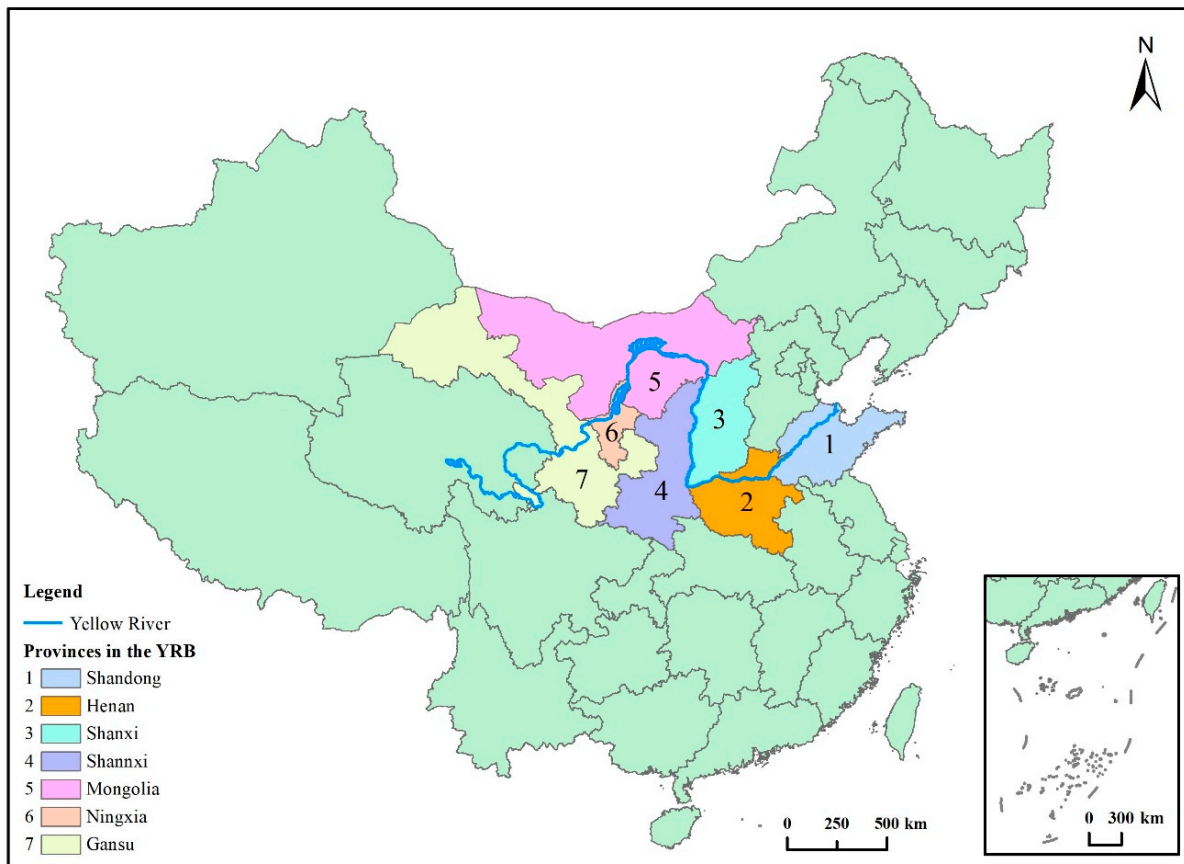 N
5
3
1
6
7
4
2
Legend
Yellow River
Provinces in the YRB
1 Shandong
2 Henan
3 Shanxi
4 Shannxi
5 Mongolia
6 Ningxia
7 Gansu
0 250 500 km
0 300 km